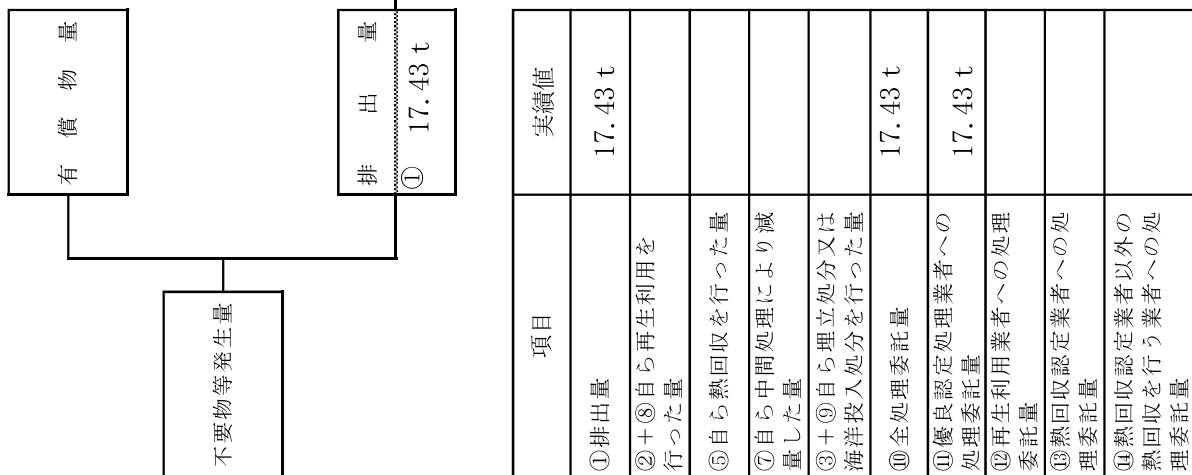 有償物量
排出量
① 17.43 t
不要物等発生量
項目
実績値
①排出量
17.43 t
②+⑧自ら再生利用を
行った量
⑤自ら熱回収を行った量
⑦自ら中間処理により減
量した量
③+⑨自ら埋立処分又は
海洋投入処分を行った量
⑩全処理委託量
17.43 t
⑪優良認定処理業者への
処理委託量
17.43 t
⑫再生利用業者への処理
委託量
⑬熱回収認定業者への処
理委託量
⑭熱回収認定業者以外の
熱回収を行う業者への処
理委託量